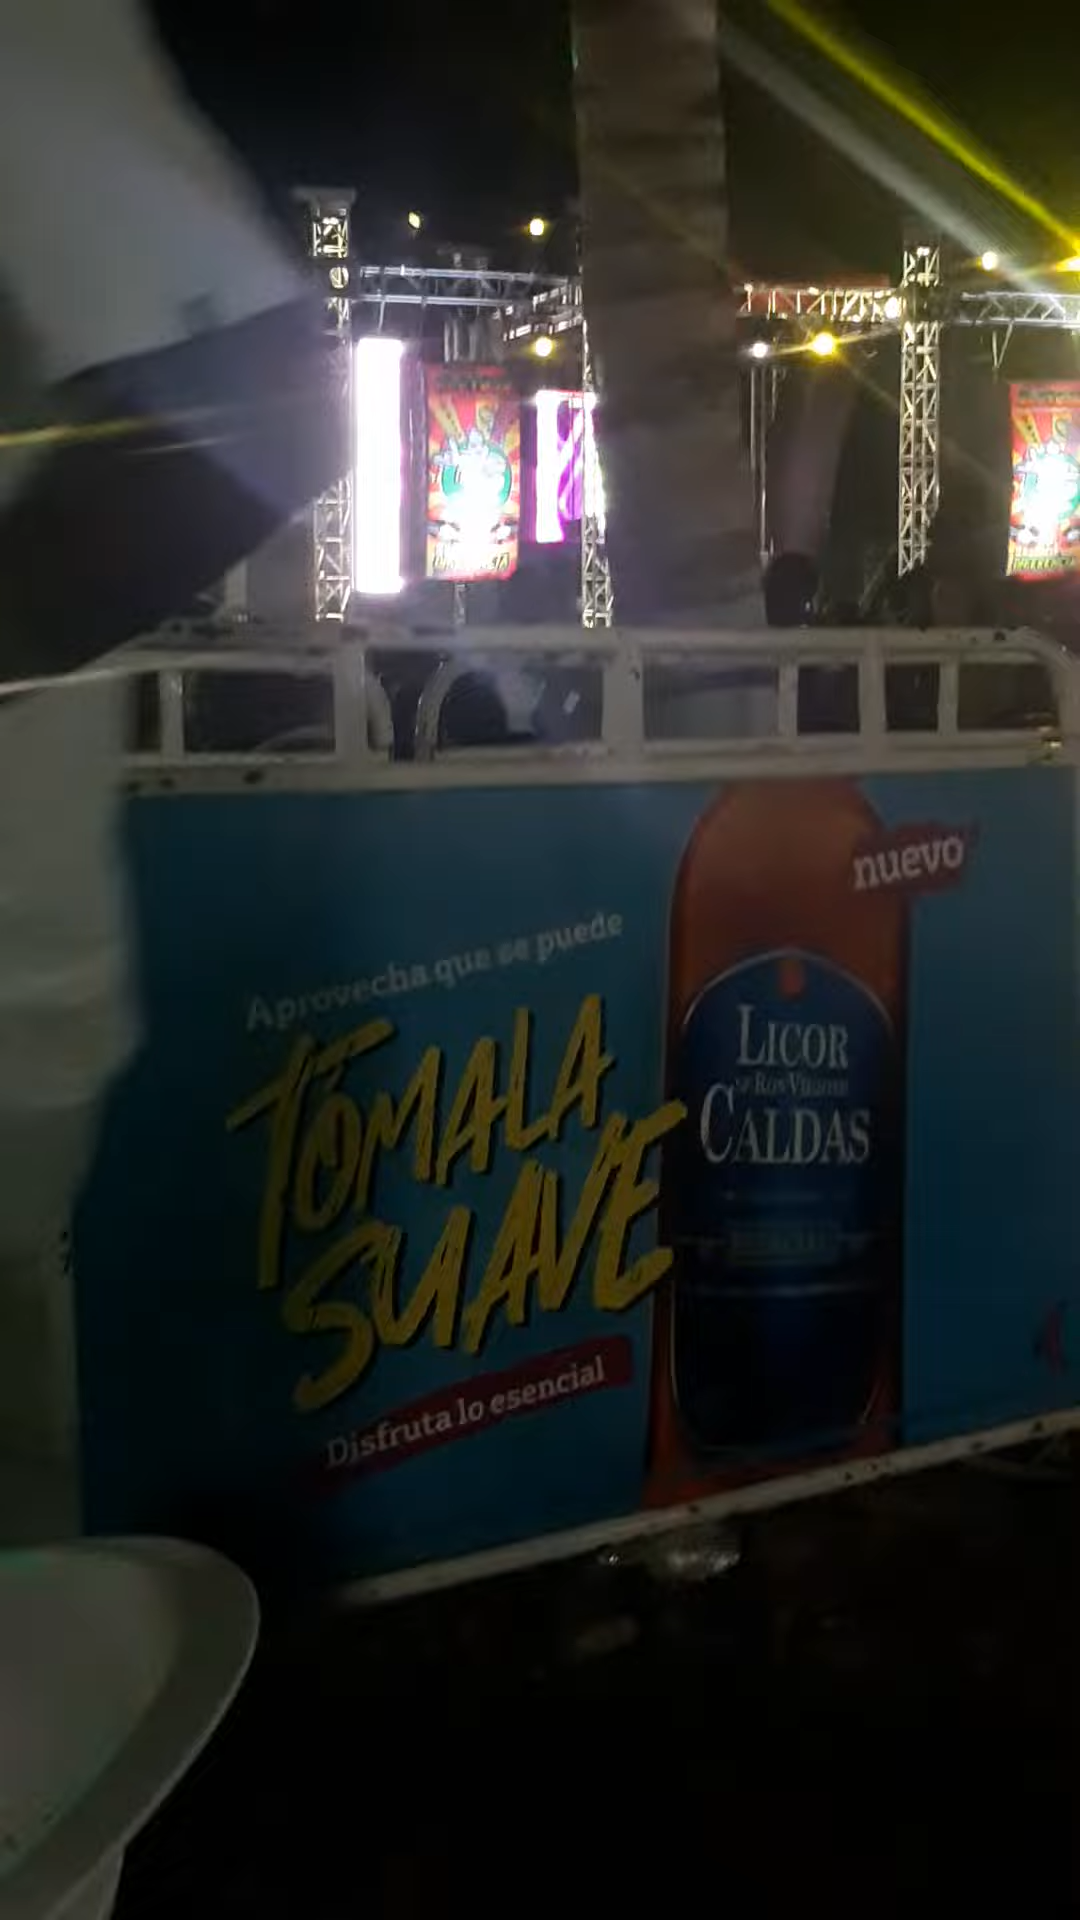 nuevo
Aprovecha que se puede
TÓMALA
SUAVE
Disfruta lo esencial
LICOR
CALDAS